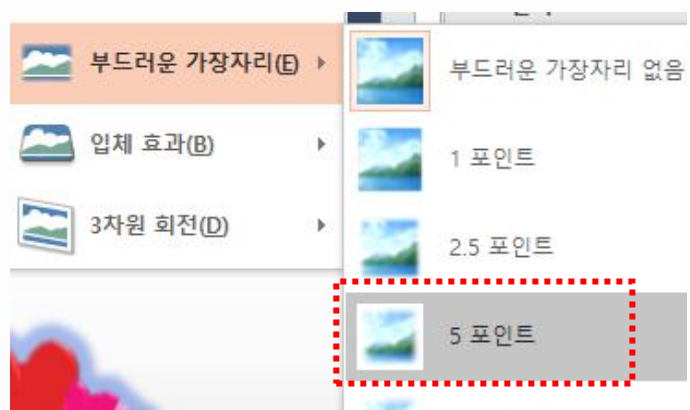 부드러운 가장자리(E)
입체 효과(B)
3차원 회전(D)
부드러운 가장자리 없음
1 포인트
2.5 포인트
5 포인트